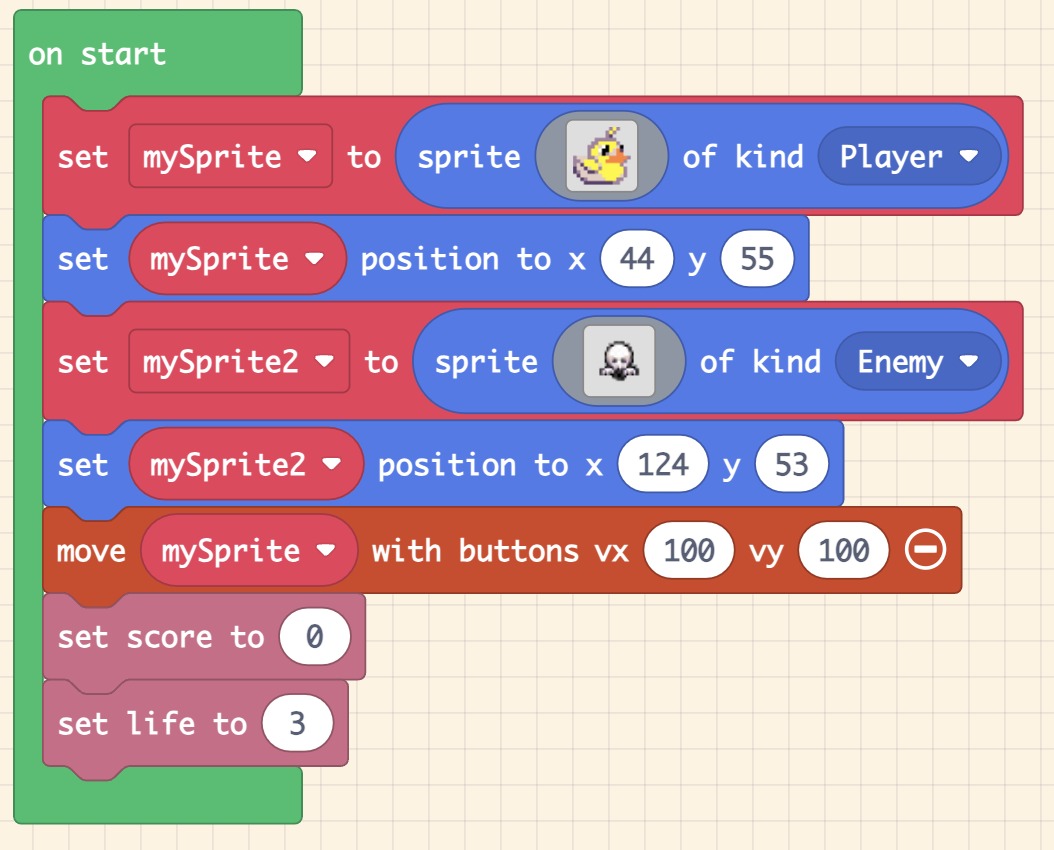 on start
set mySprite to sprite of kind Player
set mySprite position to x 44 y 55
set mySprite2 to sprite of kind Enemy
set mySprite2 position to x 124 y 53
move mySprite with buttons vx 100 vy 100
set score to 0
set life to 3